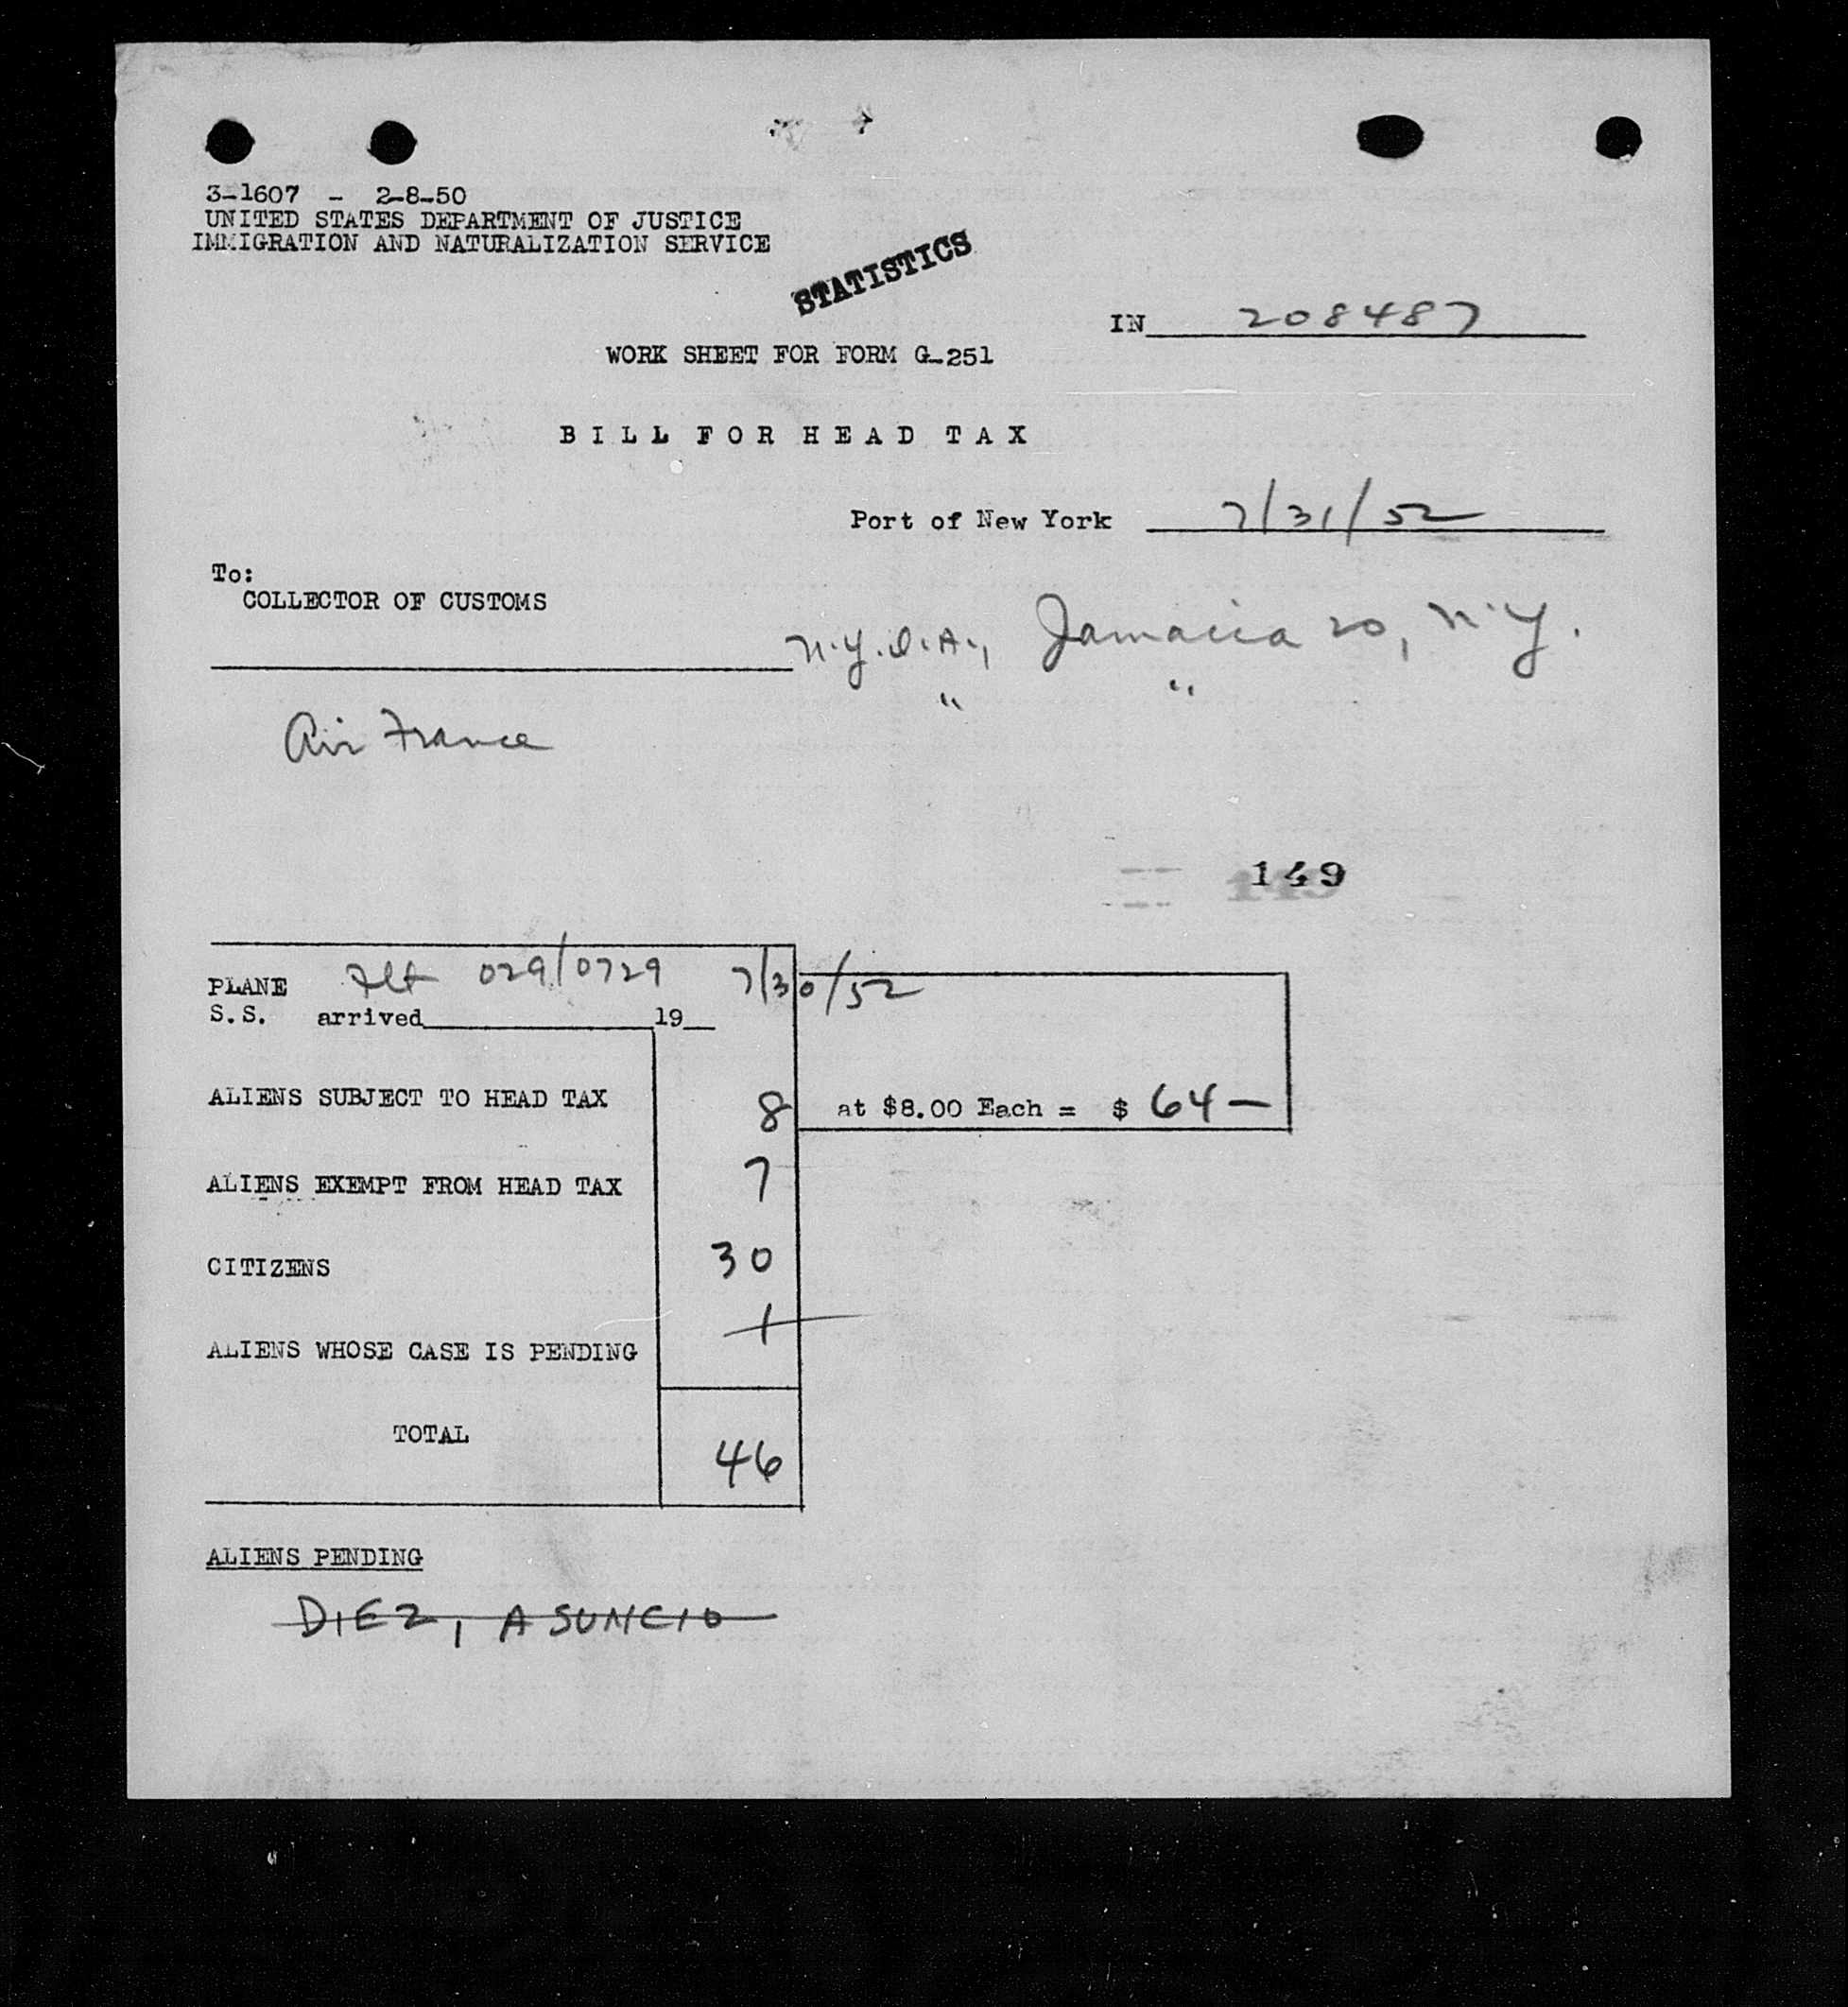 3-1607 - 2-8-50
UNITED STATES DEPARTMENT OF JUSTICE
IMMIGRATION AND NATURALIZATION SERVICE
STATISTICS
IN 208487
WORK SHEET FOR FORM G-251
BILL FOR HEAD TAX
Port of New York 7/31/52
To:
COLLECTOR OF CUSTOMS
N.Y.I.A., Jamaica 20, N.Y.
" "
Air France
149
PLANE Flt 029/0729 7/30/52
S.S. arrived 19
ALIENS SUBJECT TO HEAD TAX 8 at $8.00 Each = $ 64-
ALIENS EXEMPT FROM HEAD TAX 7
CITIZENS 30
ALIENS WHOSE CASE IS PENDING 1
TOTAL 46
ALIENS PENDING
DIEZ, ASUNCIO